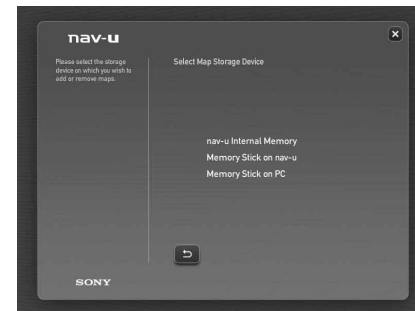 nav-u
Please select the storage
device on which you wish to
add or remove maps.
Select Map Storage Device
nav-u Internal Memory
Memory Stick on nav-u
Memory Stick on PC
SONY